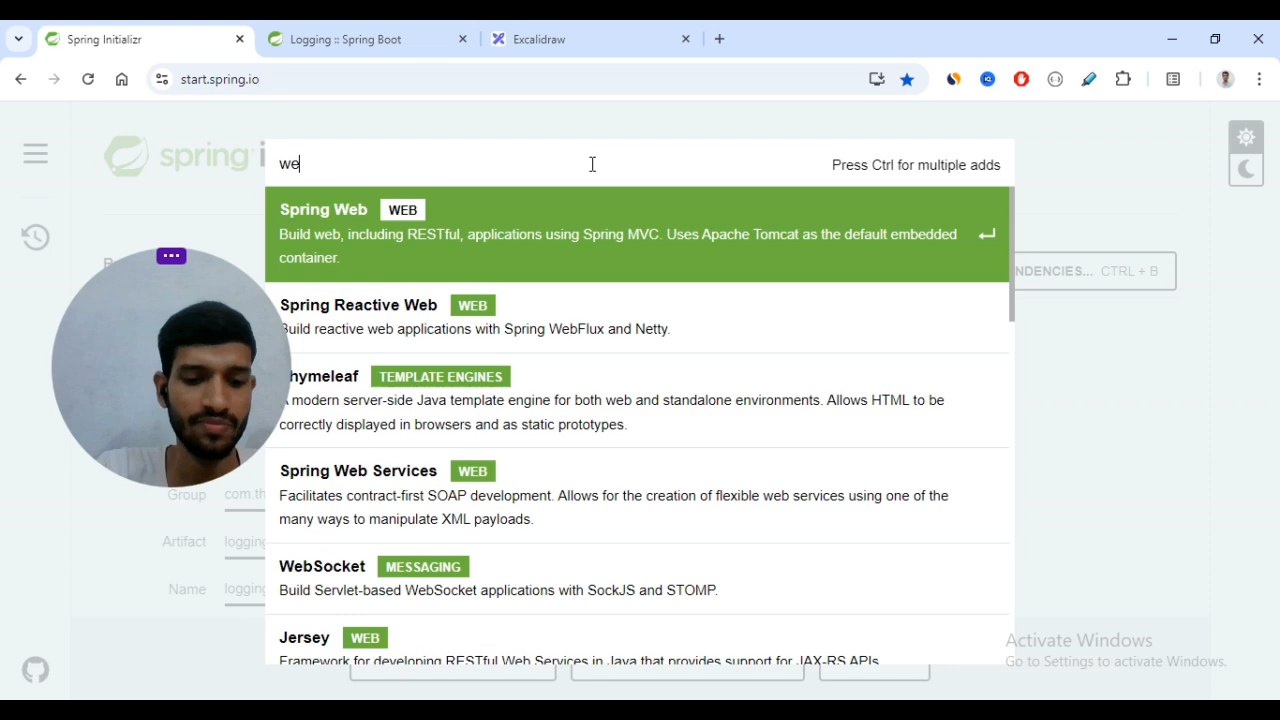 Spring Initializr
Logging :: Spring Boot
Excalidraw
start.spring.io
spring
we
Press Ctrl for multiple adds
Spring Web WEB
Build web, including RESTful, applications using Spring MVC. Uses Apache Tomcat as the default embedded
container.
NDENCIES... CTRL + B
Spring Reactive Web WEB
Build reactive web applications with Spring WebFlux and Netty.
hymeleaf TEMPLATE ENGINES
A modern server-side Java template engine for both web and standalone environments. Allows HTML to be
correctly displayed in browsers and as static prototypes.
Spring Web Services WEB
Facilitates contract-first SOAP development. Allows for the creation of flexible web services using one of the
many ways to manipulate XML payloads.
Group com.th
Artifact logging
WebSocket MESSAGING
Build Servlet-based WebSocket applications with SockJS and STOMP.
Name logging
Jersey WEB
Framework for developing RESTful Web Services in Java that provides support for JAX-RS APIs
Activate Windows
Go to Settings to activate Windows.